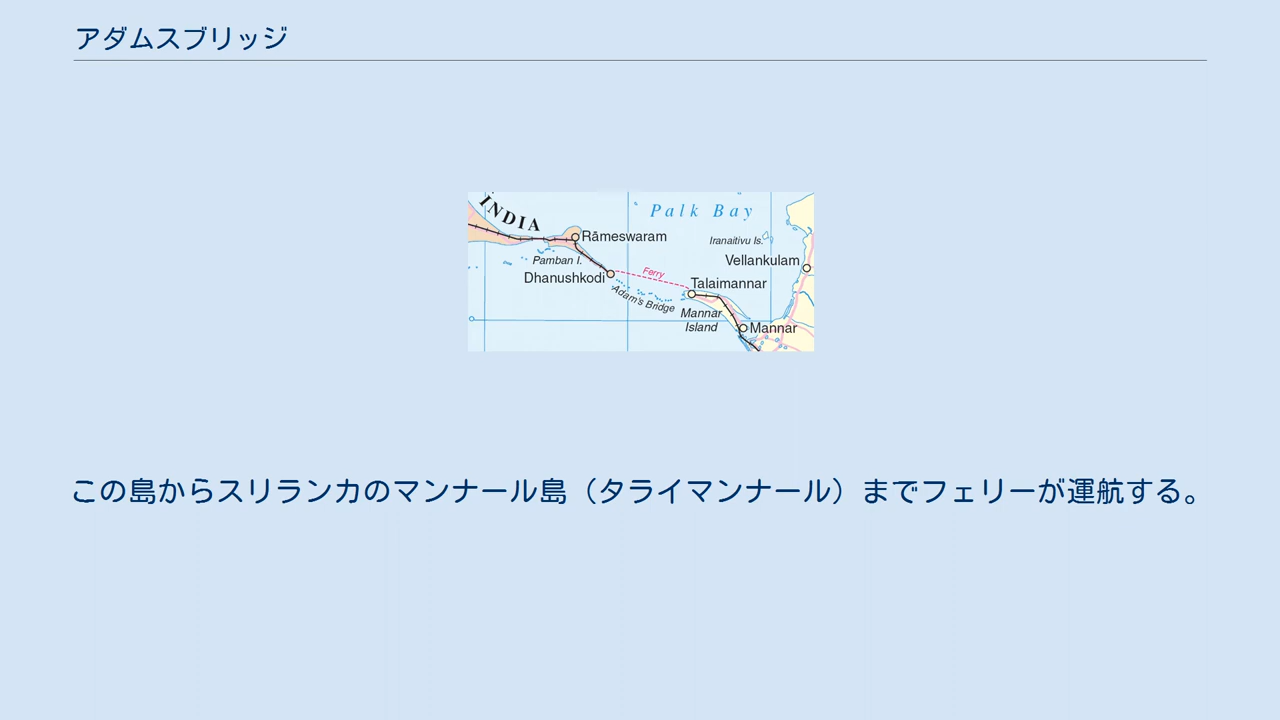 アダムスブリッジ
INDIA
Palk Bay
Råmeswaram
Iranaitivu Is.
Pamban I.
Vellankulam
Dhanushkodi
Ferry
Talaimannar
Adam's Bridge
Mannar
Island
Mannar
この島からスリランカのマンナール島（タライマンナール）までフェリーが運航する。